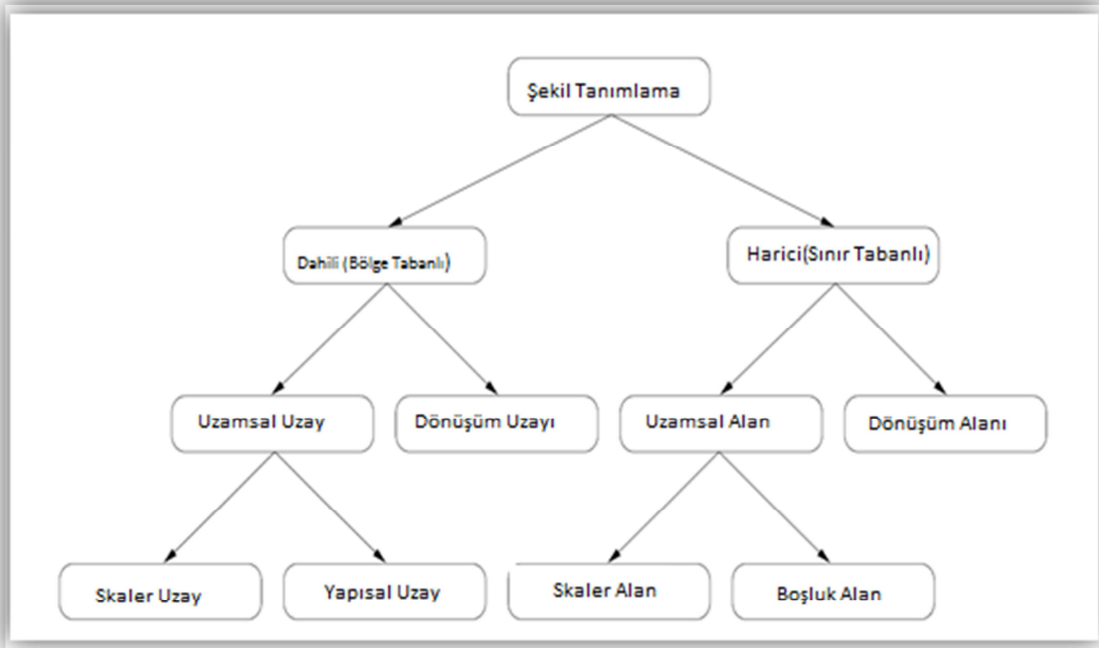 Şekil Tanımlama
Dahili (Bölge Tabanlı)
Harici(Sınır Tabanlı)
Uzamsal Uzay
Dönüşüm Uzayı
Uzamsal Alan
Dönüşüm Alanı
Skaler Uzay
Yapısal Uzay
Skaler Alan
Boşluk Alan